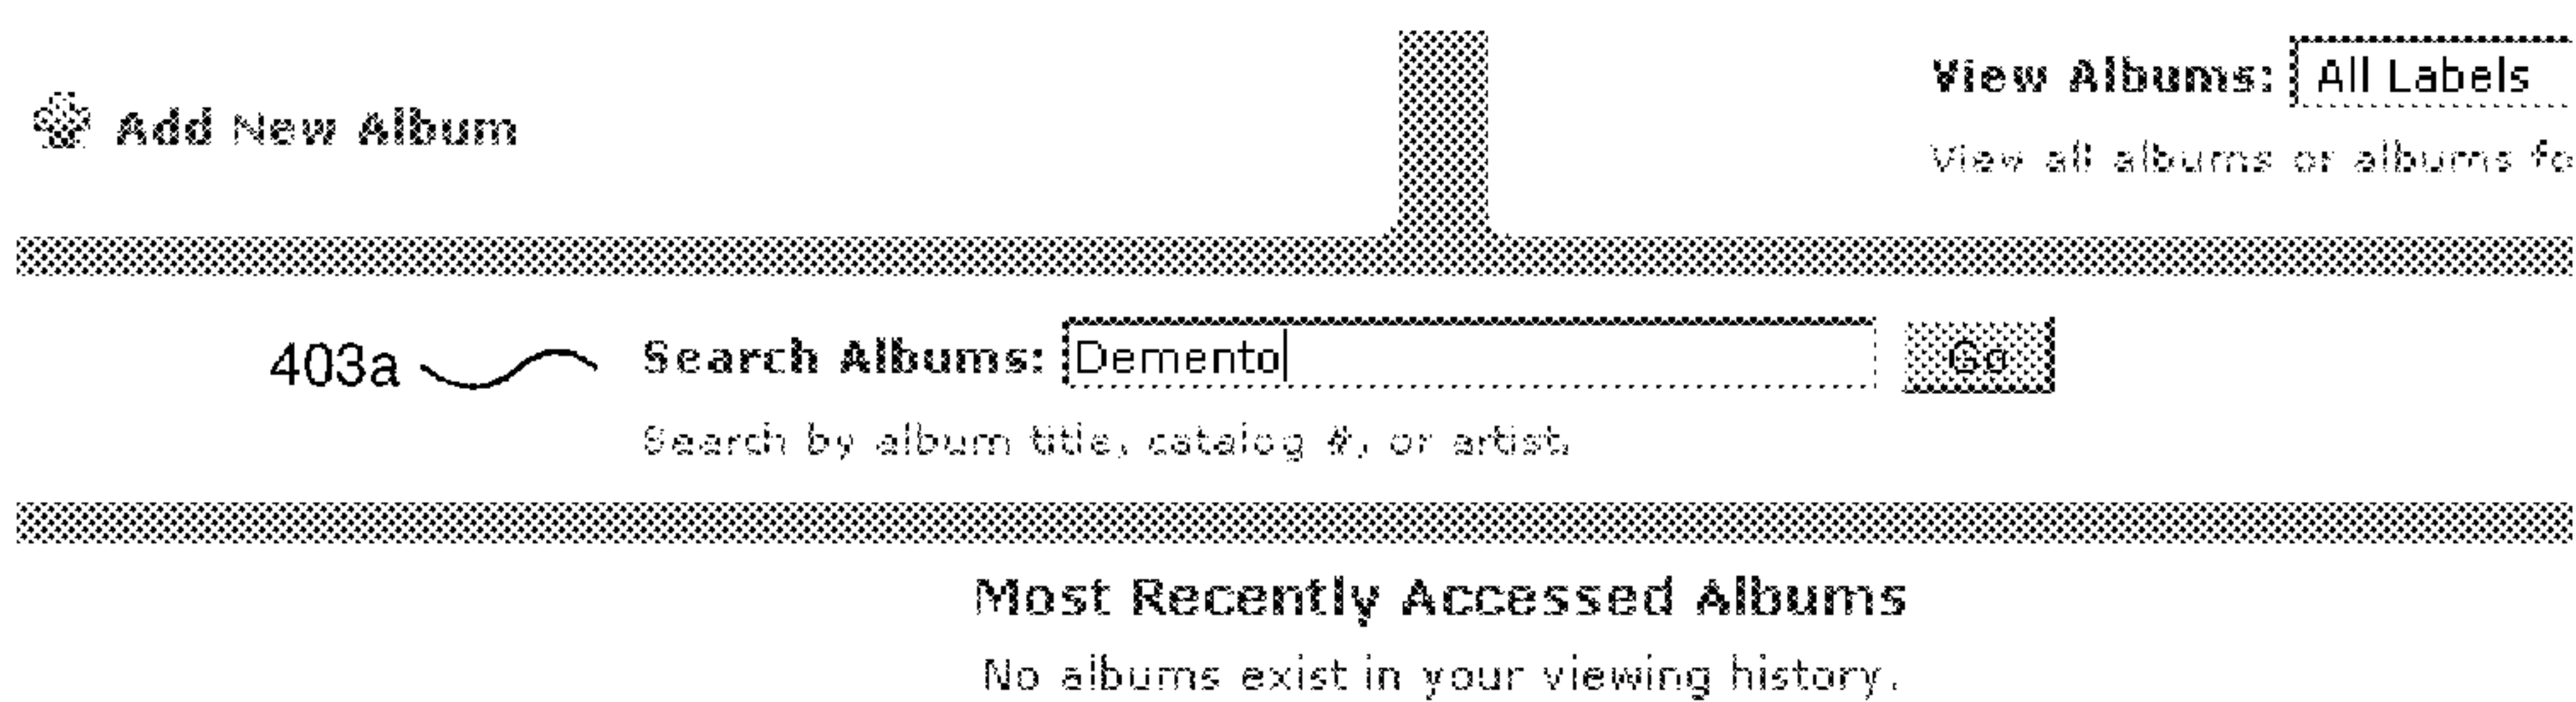 View Albums: All Labels
Add New Album
View all albums or albums fo
403a Search Albums: Demento Go
Search by album title, catalog #, or artist.
Most Recently Accessed Albums
No albums exist in your viewing history.